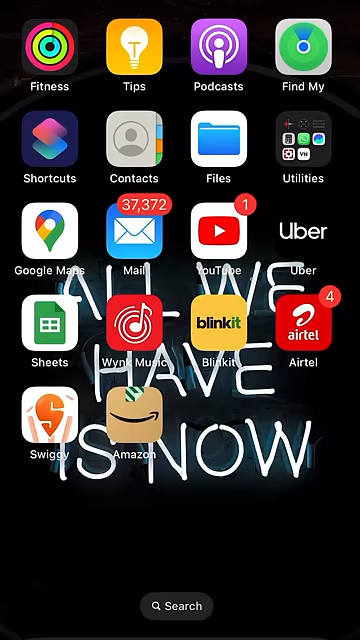 Fitness Tips Podcasts Find My
VN
Shortcuts Contacts Files Utilities
37,372 1
Uber
Google Maps Mail YouTube Uber
ALL WE
4
blinkit airtel
Sheets Wynk Music Blinkit Airtel
HAVE
Swiggy Amazon
IS NOW
Search